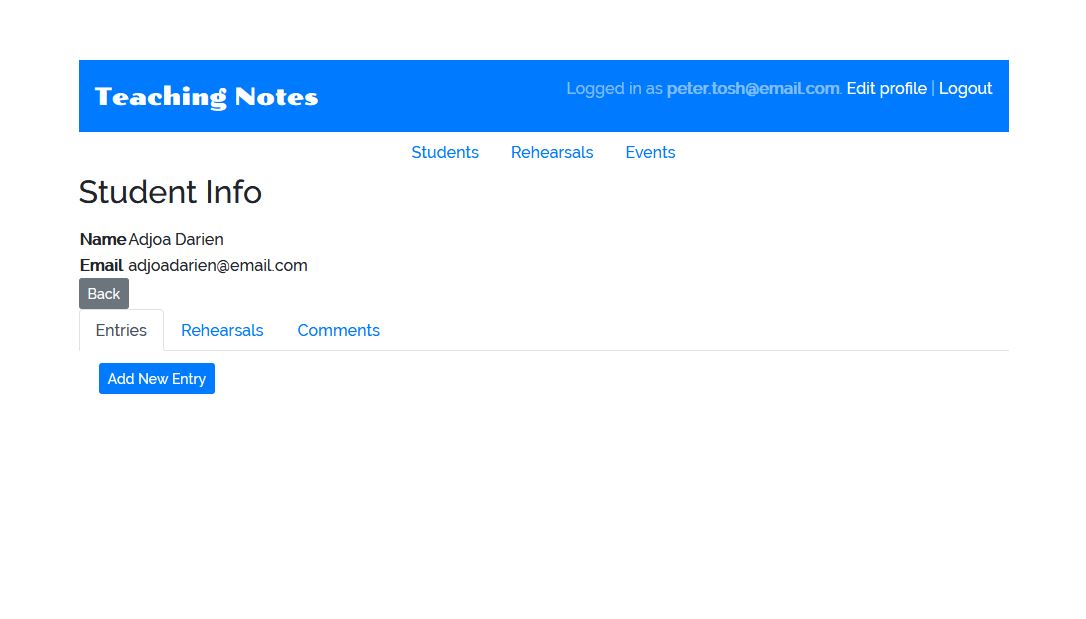 Teaching Notes
Logged in as peter.tosh@email.com. Edit profile | Logout
Students Rehearsals Events
Student Info
Name Adjoa Darien
Email adjoadarien@email.com
Back
Entries Rehearsals Comments
Add New Entry